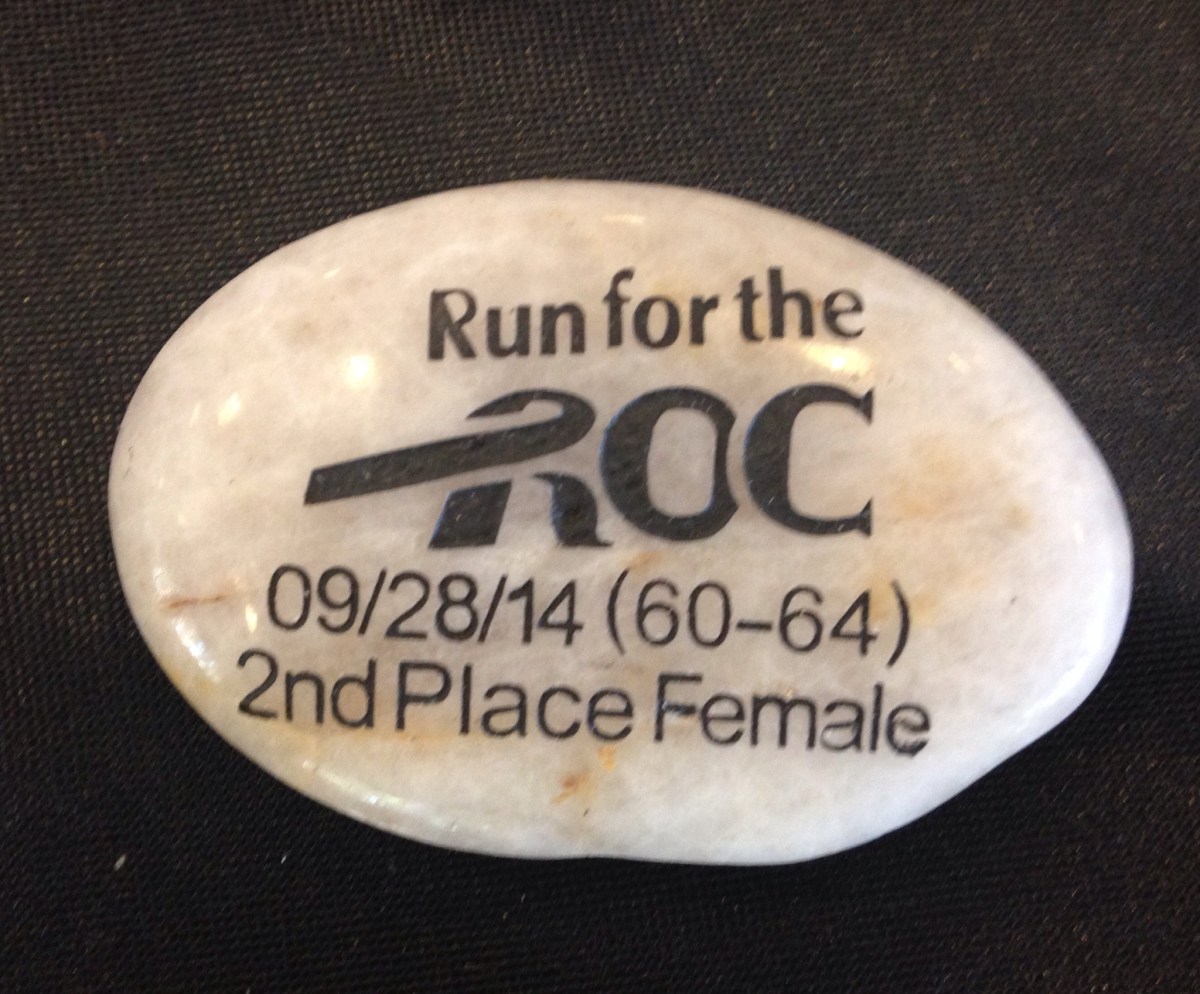 Run for the
ROC
09/28/14 (60-64)
2nd Place Female